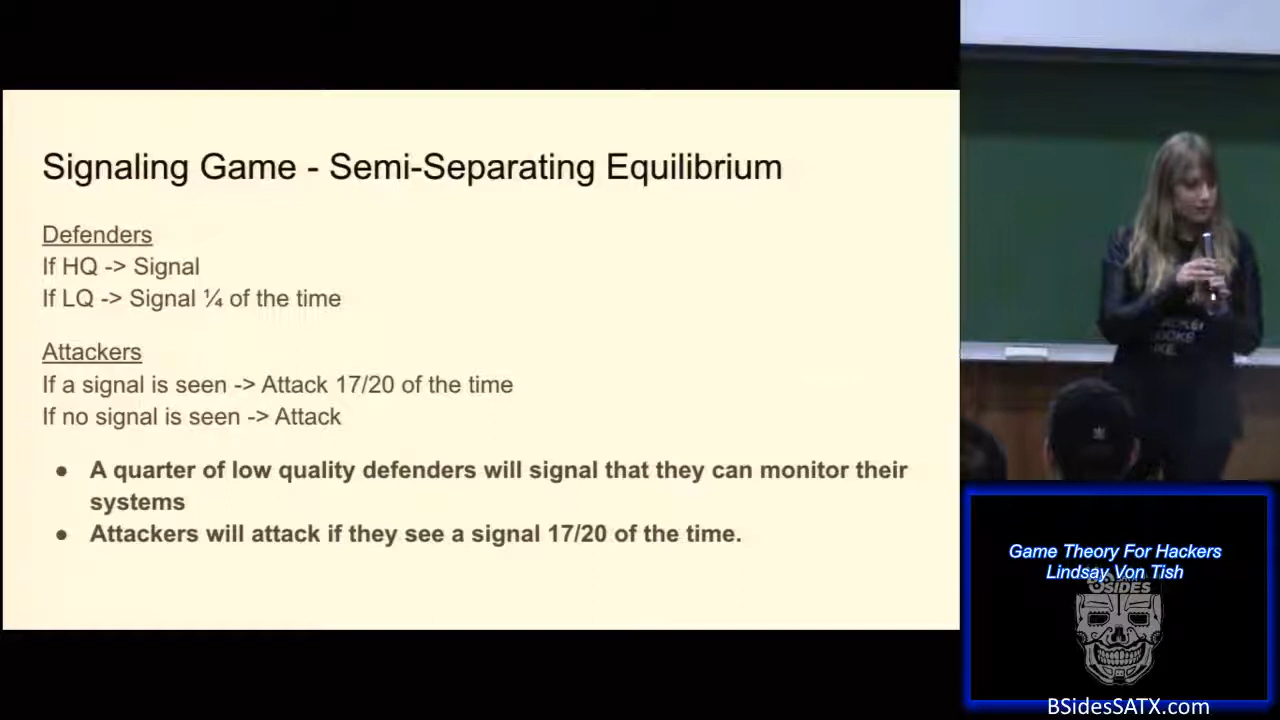 Signaling Game - Semi-Separating Equilibrium
Defenders
If HQ -> Signal
If LQ -> Signal ¼ of the time
Attackers
If a signal is seen -> Attack 17/20 of the time
If no signal is seen -> Attack
● A quarter of low quality defenders will signal that they can monitor their
systems
● Attackers will attack if they see a signal 17/20 of the time.
Game Theory For Hackers
Lindsay Von Tish
SIDES
BSidesSATX.com